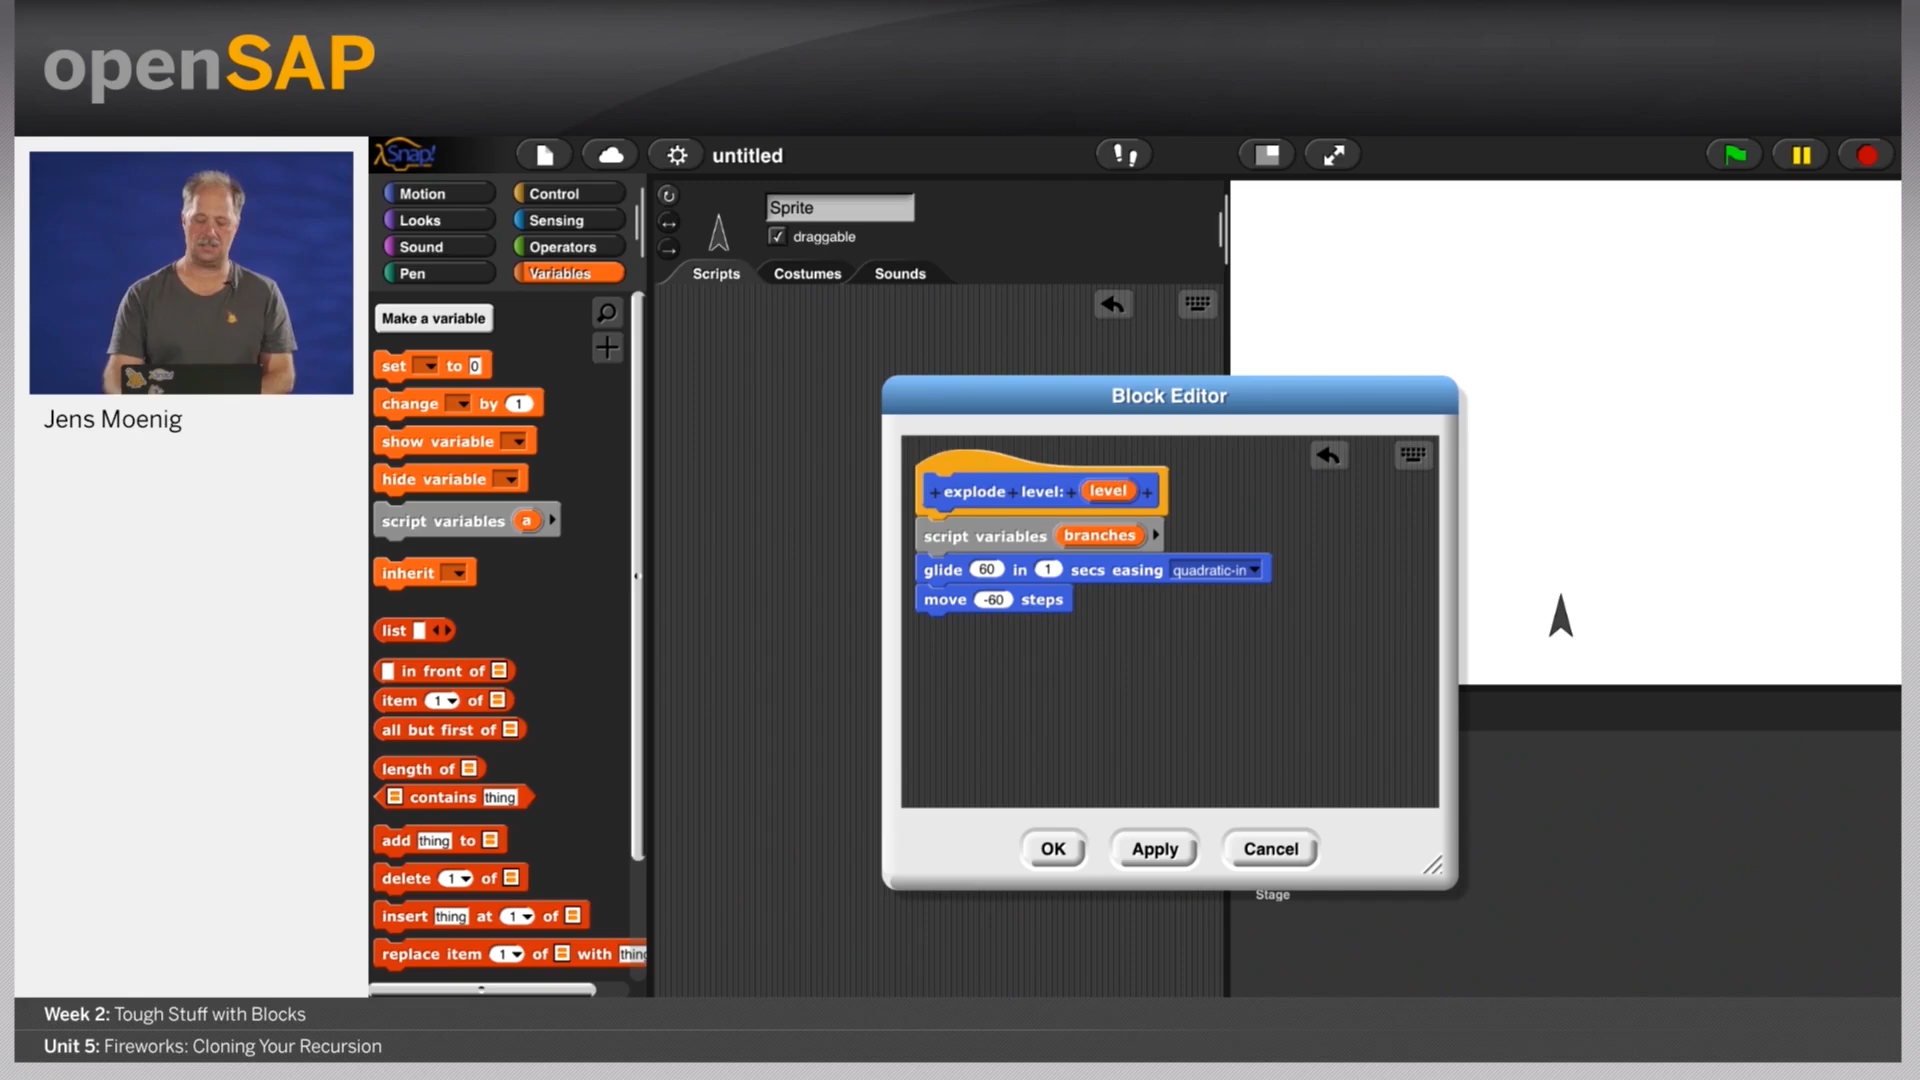 openSAP
Snap!
untitled
Jens Moenig
Motion
Control
Looks
Sensing
Sound
Operators
Pen
Variables
Make a variable
set to 0
change by 1
show variable
hide variable
script variables a
inherit
list
in front of
item 1 of
all but first of
length of
contains thing
add thing to
delete 1 of
insert thing at 1 of
replace item 1 of with thing
Sprite
draggable
Scripts
Costumes
Sounds
Block Editor
+ explode + level: + level +
script variables branches
glide 60 in 1 secs easing quadratic-in
move -60 steps
OK
Apply
Cancel
Stage
Week 2: Tough Stuff with Blocks
Unit 5: Fireworks: Cloning Your Recursion